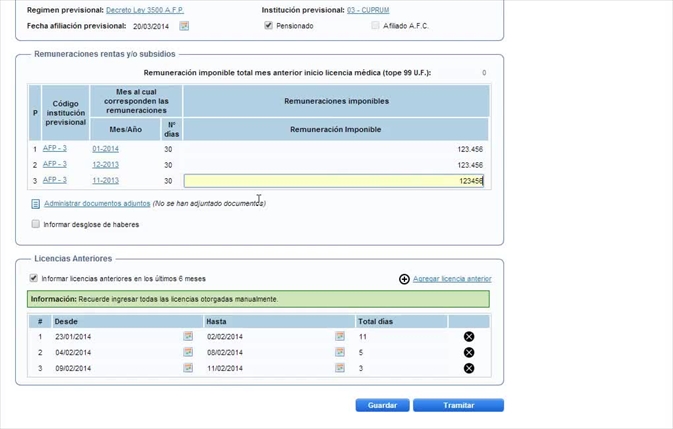 Regimen previsional: Decreto Ley 3500 A.F.P. Institución previsional: 03 - CUPRUM
Fecha afiliación previsional: 20/03/2014 Pensionado Afiliado A.F.C.
Remuneraciones rentas y/o subsidios
Remuneración imponible total mes anterior inicio licencia médica (tope 99 U.F.): 0
P Código institución previsional Mes al cual corresponden las remuneraciones Remuneraciones imponibles
Mes/Año N° días Remuneración Imponible
1 AFP - 3 01-2014 30 123.456
2 AFP - 3 12-2013 30 123.456
3 AFP - 3 11-2013 30 123456
Administrar documentos adjuntos (No se han adjuntado documentos)
Informar desglose de haberes
Licencias Anteriores
Informar licencias anteriores en los últimos 6 meses Agregar licencia anterior
Información: Recuerde ingresar todas las licencias otorgadas manualmente.
# Desde Hasta Total días
1 23/01/2014 02/02/2014 11
2 04/02/2014 08/02/2014 5
3 09/02/2014 11/02/2014 3
Guardar Tramitar